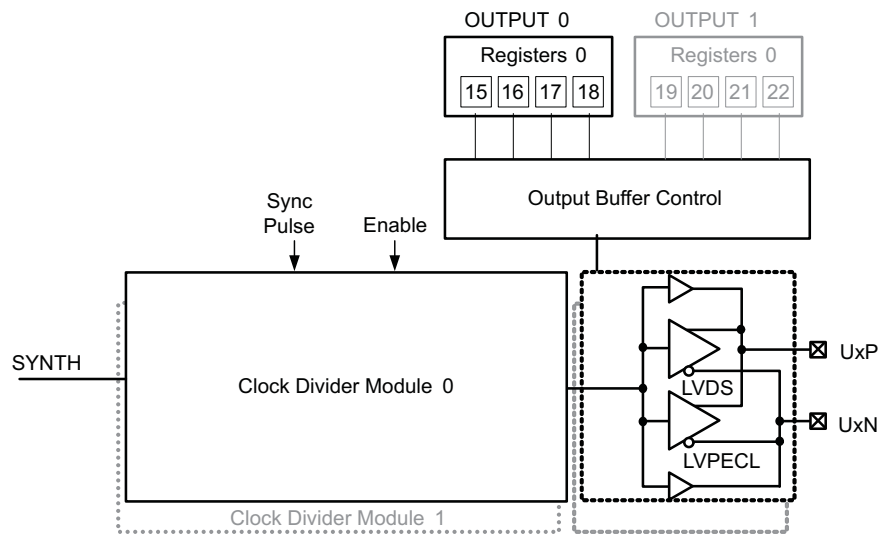 OUTPUT 0 OUTPUT 1
Registers 0 Registers 0
15 16 17 18 19 20 21 22
Output Buffer Control
Sync
Pulse
Enable
SYNTH
Clock Divider Module 0
LVDS
LVPECL
UxP
UxN
Clock Divider Module 1